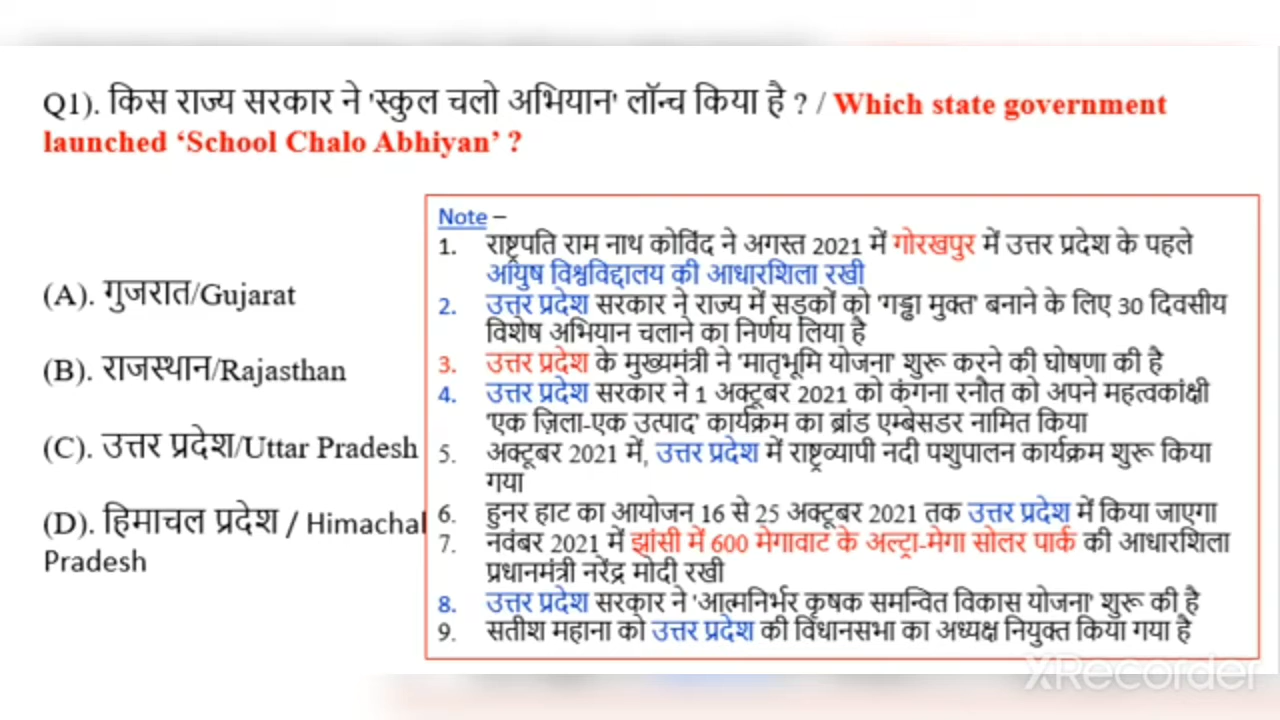 Q1). किस राज्य सरकार ने 'स्कुल चलो अभियान' लॉन्च किया है ? / Which state government
launched ‘School Chalo Abhiyan’ ?
(A). गुजरात/Gujarat
(B). राजस्थान/Rajasthan
(C). उत्तर प्रदेश/Uttar Pradesh
(D). हिमाचल प्रदेश / Himachal
Pradesh
Note –
1. राष्ट्रपति राम नाथ कोविंद ने अगस्त 2021 में गोरखपुर में उत्तर प्रदेश के पहले
आयुष विश्वविद्यालय की आधारशिला रखी
2. उत्तर प्रदेश सरकार ने राज्य में सड़कों को 'गड्ढा मुक्त' बनाने के लिए 30 दिवसीय
विशेष अभियान चलाने का निर्णय लिया है
3. उत्तर प्रदेश के मुख्यमंत्री ने 'मातृभूमि योजना' शुरू करने की घोषणा की है
4. उत्तर प्रदेश सरकार ने 1 अक्टूबर 2021 को कंगना रनौत को अपने महत्वकांक्षी
'एक ज़िला-एक उत्पाद' कार्यक्रम का ब्रांड एम्बेसडर नामित किया
5. अक्टूबर 2021 में, उत्तर प्रदेश में राष्ट्रव्यापी नदी पशुपालन कार्यक्रम शुरू किया
गया
6. हुनर हाट का आयोजन 16 से 25 अक्टूबर 2021 तक उत्तर प्रदेश में किया जाएगा
7. नवंबर 2021 में झांसी में 600 मेगावाट के अल्ट्रा-मेगा सोलर पार्क की आधारशिला
प्रधानमंत्री नरेंद्र मोदी रखी
8. उत्तर प्रदेश सरकार ने 'आत्मनिर्भर कृषक समन्वित विकास योजना' शुरू की है
9. सतीश महाना को उत्तर प्रदेश की विधानसभा का अध्यक्ष नियुक्त किया गया है
XRecorder